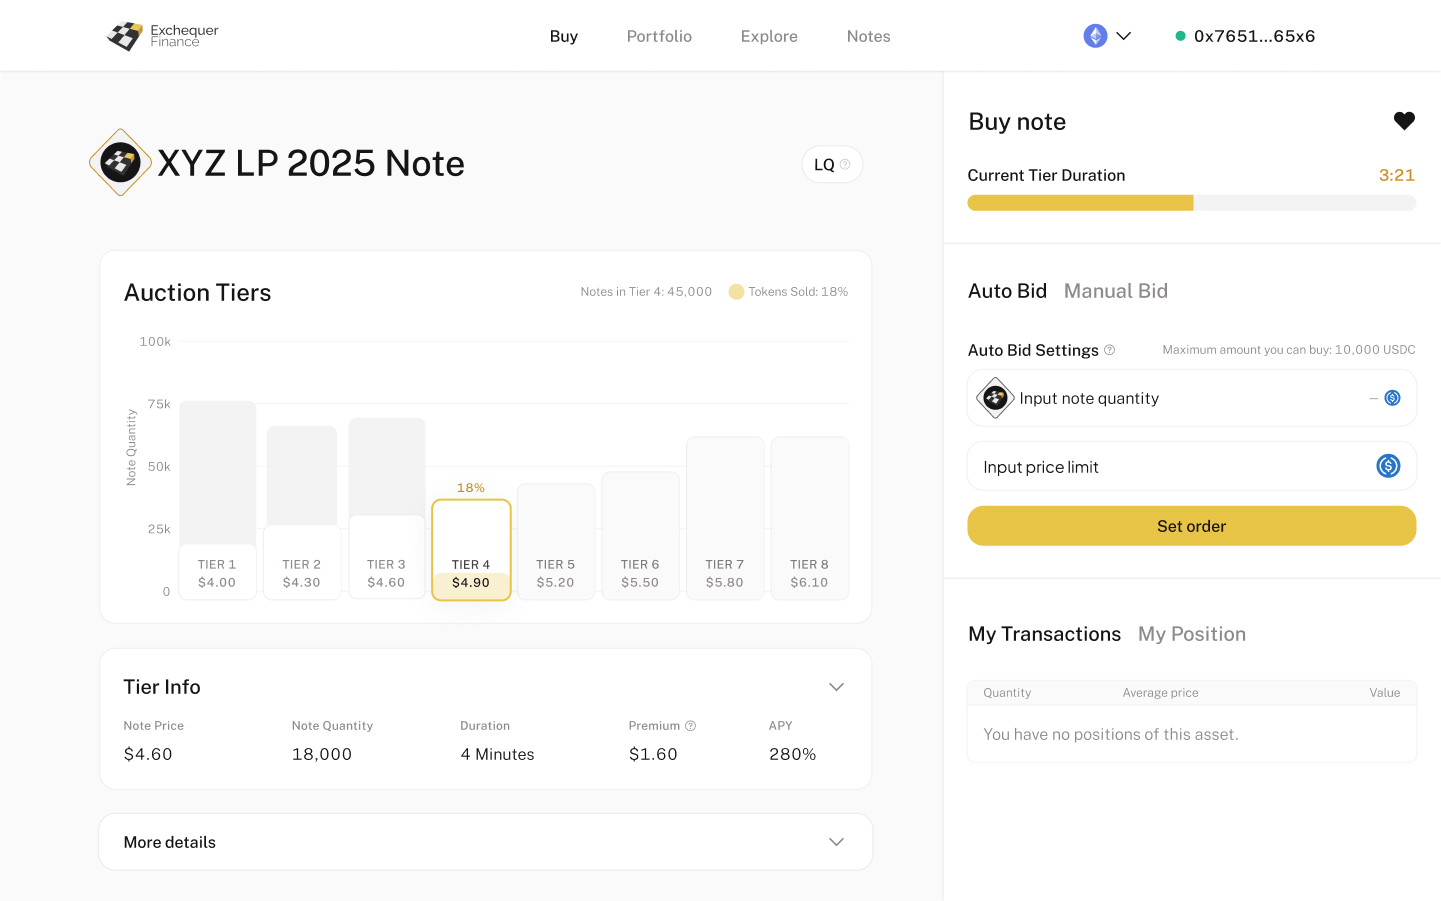 Exchequer
Finance
Buy
Portfolio
Explore
Notes
0x7651...65x6
XYZ LP 2025 Note
LQ
Auction Tiers
Notes in Tier 4: 45,000
Tokens Sold: 18%
100k
75k
50k
25k
0
Note Quantity
18%
TIER 1
$4.00
TIER 2
$4.30
TIER 3
$4.60
TIER 4
$4.90
TIER 5
$5.20
TIER 6
$5.50
TIER 7
$5.80
TIER 8
$6.10
Tier Info
Note Price
$4.60
Note Quantity
18,000
Duration
4 Minutes
Premium
$1.60
APY
280%
More details
Buy note
Current Tier Duration
3:21
Auto Bid
Manual Bid
Auto Bid Settings
Maximum amount you can buy: 10,000 USDC
Input note quantity
–
Input price limit
Set order
My Transactions
My Position
Quantity
Average price
Value
You have no positions of this asset.